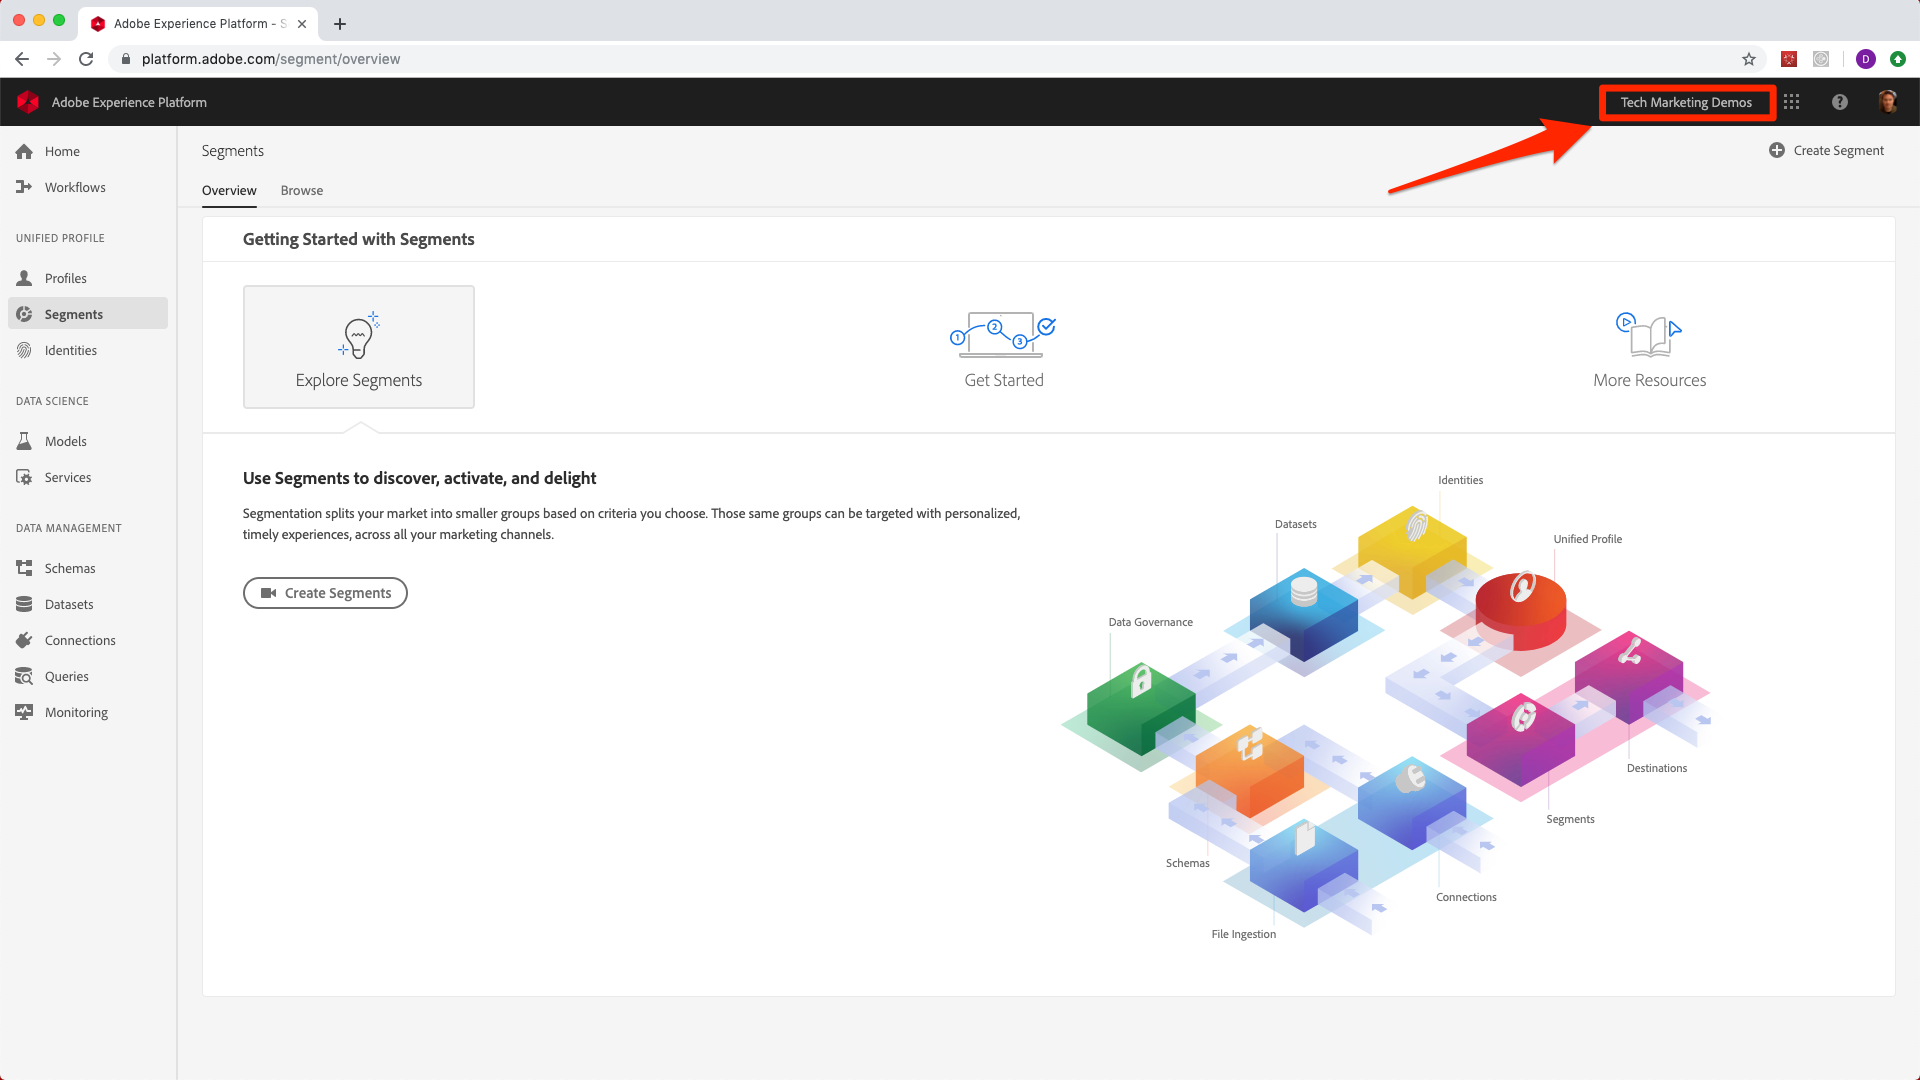 Adobe Experience Platform - S
platform.adobe.com/segment/overview
D
Adobe Experience Platform
Tech Marketing Demos
?
Home
Workflows
UNIFIED PROFILE
Profiles
Segments
Identities
DATA SCIENCE
Models
Services
DATA MANAGEMENT
Schemas
Datasets
Connections
Queries
Monitoring
Segments
Create Segment
Overview
Browse
Getting Started with Segments
Explore Segments
1
2
3
Get Started
More Resources
Use Segments to discover, activate, and delight
Segmentation splits your market into smaller groups based on criteria you choose. Those same groups can be targeted with personalized,
timely experiences, across all your marketing channels.
Create Segments
Identities
Datasets
Unified Profile
Data Governance
Destinations
Segments
Schemas
Connections
File Ingestion